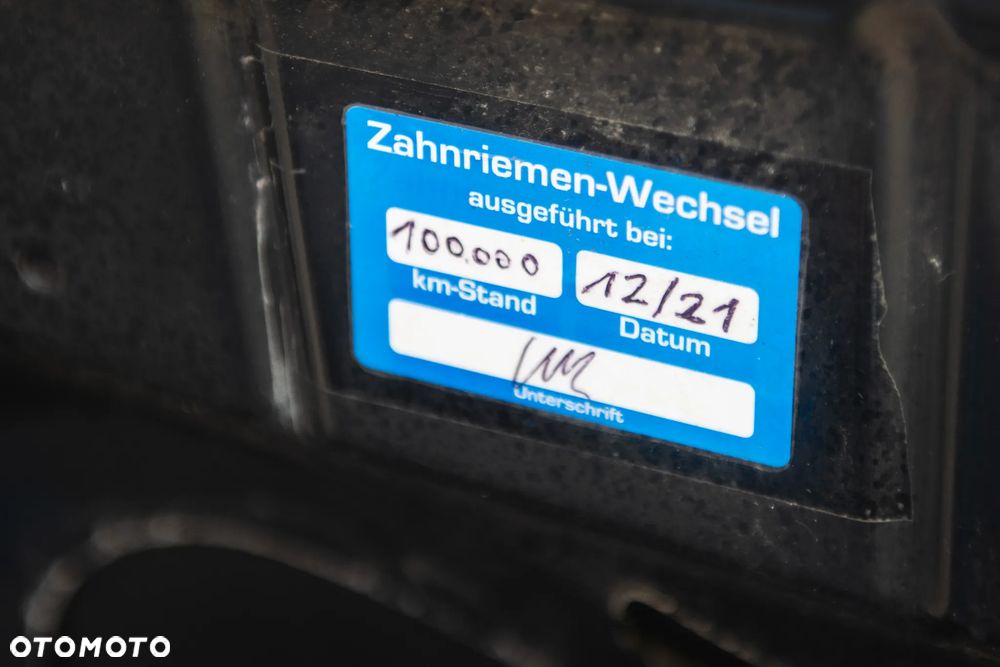 Zahnriemen-Wechsel
ausgeführt bei:
100.000 12/21
km-Stand Datum
Unterschrift
OTOMOTO